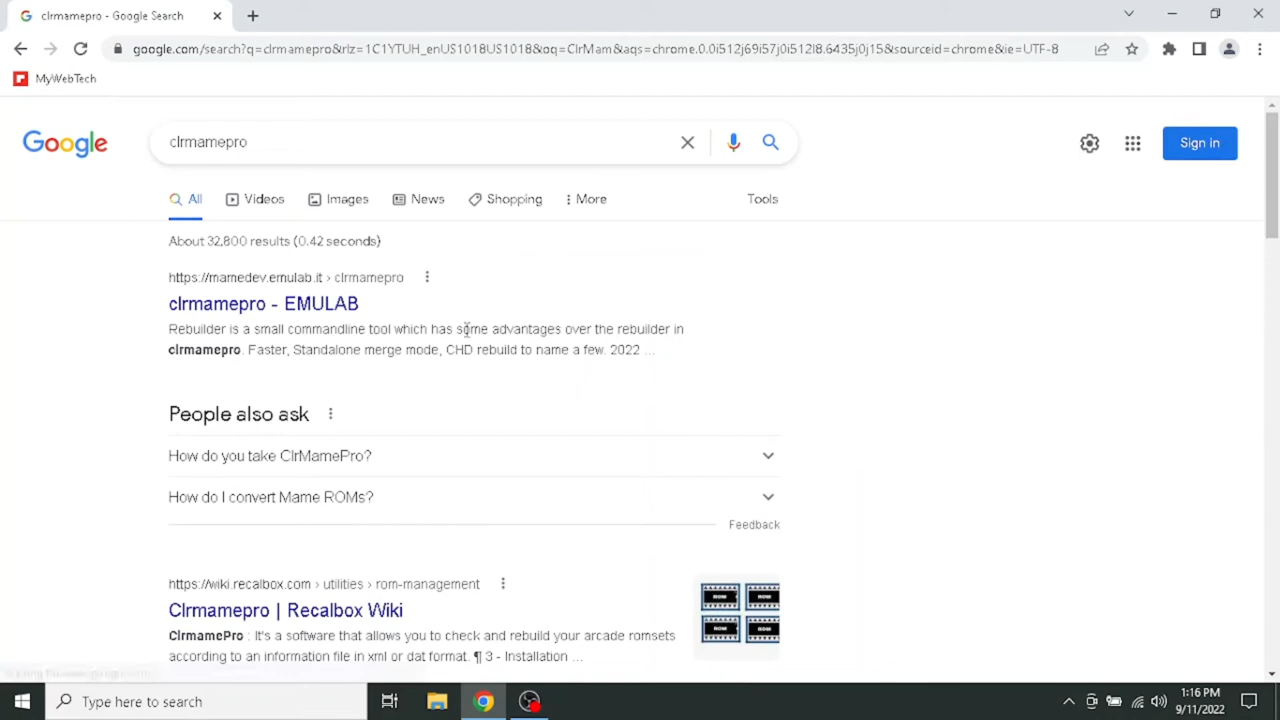 clrmamepro - Google Search
google.com/search?q=clrmamepro&rlz=1C1YTUH_enUS1018US1018&oq=ClrMam&aqs=chrome.0.0i512j69i57j0i512l8.6435j0j15&sourceid=chrome&ie=UTF-8
MyWebTech
Google
clrmamepro
Sign in
All
Videos
Images
News
Shopping
More
Tools
About 32,800 results (0.42 seconds)
https://mamedev.emulab.it › clrmamepro
clrmamepro - EMULAB
Rebuilder is a small commandline tool which has some advantages over the rebuilder in
clrmamepro. Faster, Standalone merge mode, CHD rebuild to name a few. 2022 ...
People also ask
How do you take ClrMamePro?
How do I convert Mame ROMs?
Feedback
https://wiki.recalbox.com › utilities › rom-management
Clrmamepro | Recalbox Wiki
ClrmamePro : It's a software that allows you to check and rebuild your arcade romsets
according to an information file in xml or dat format. ¶ 3 - Installation ...
ROM
ROM
ROM
ROM
Type here to search
1:16 PM
9/11/2022